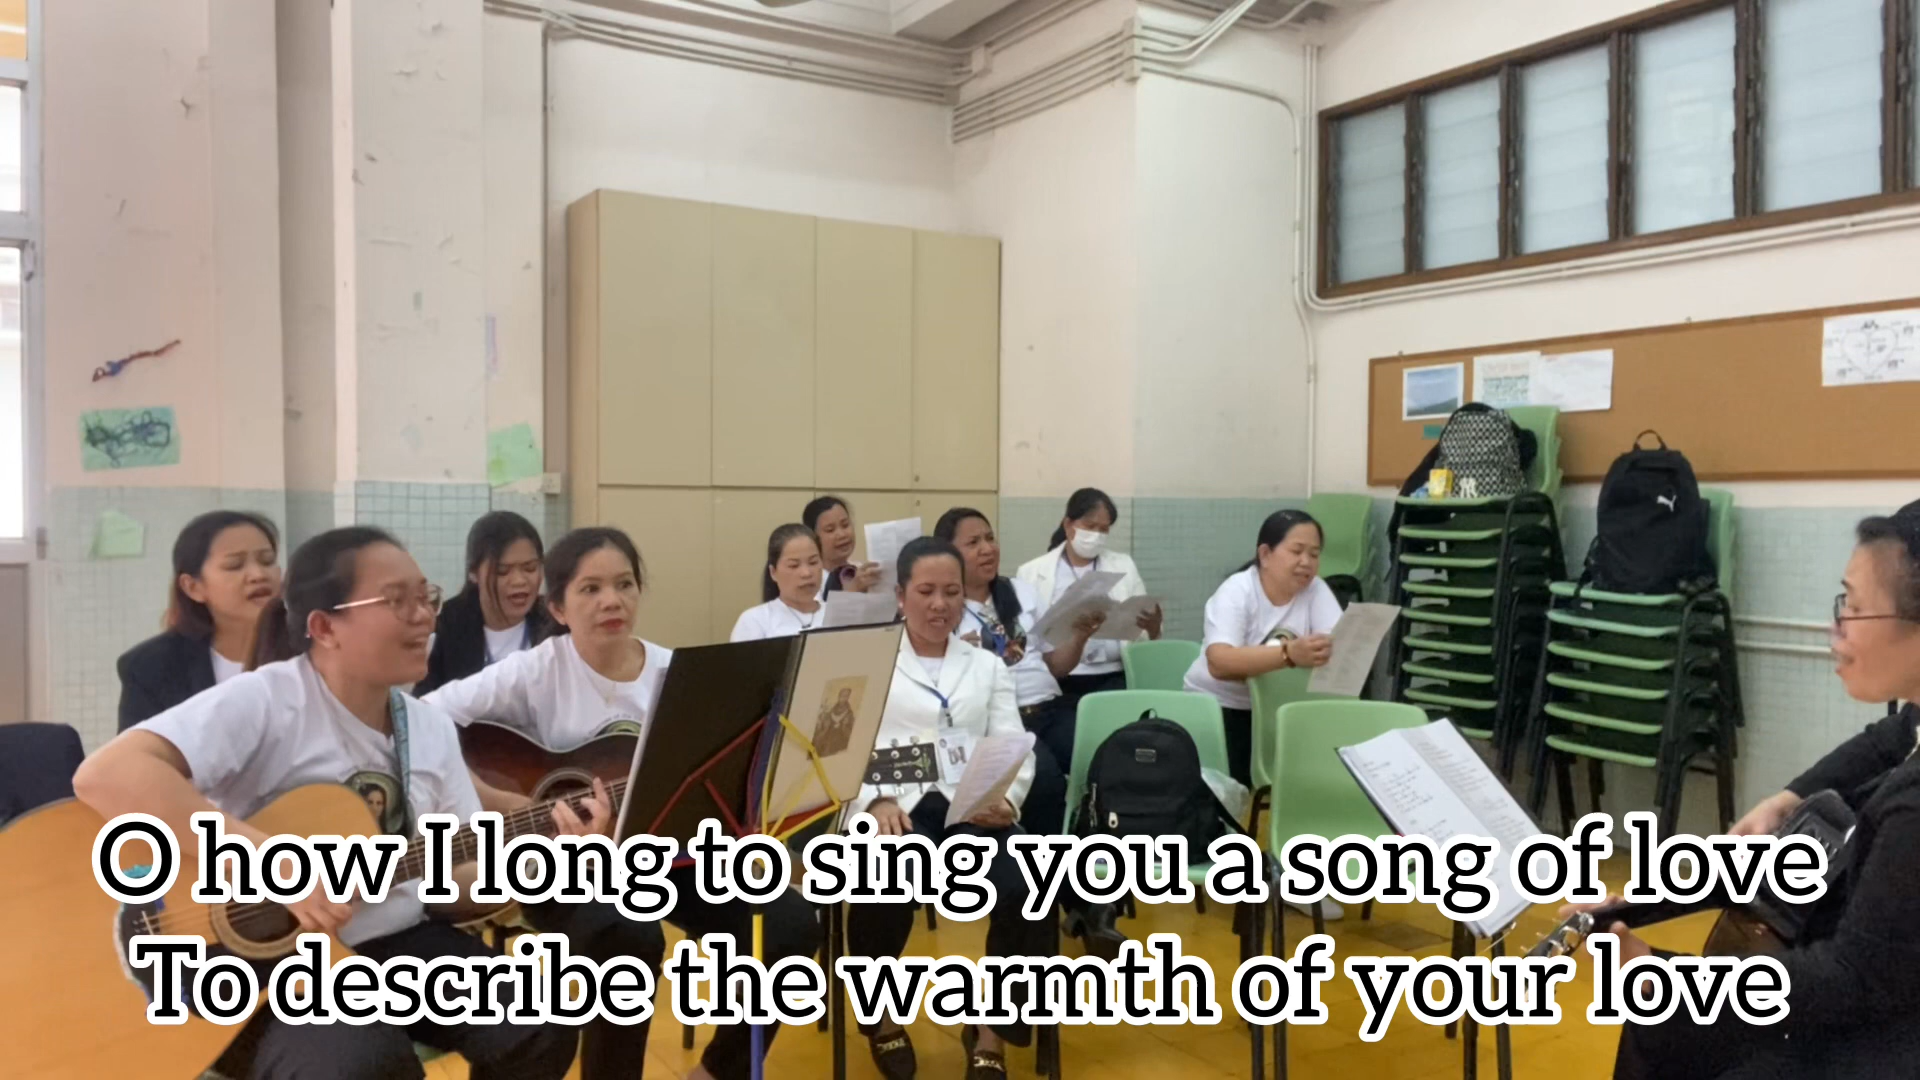 O how I long to sing you a song of love
To describe the warmth of your love